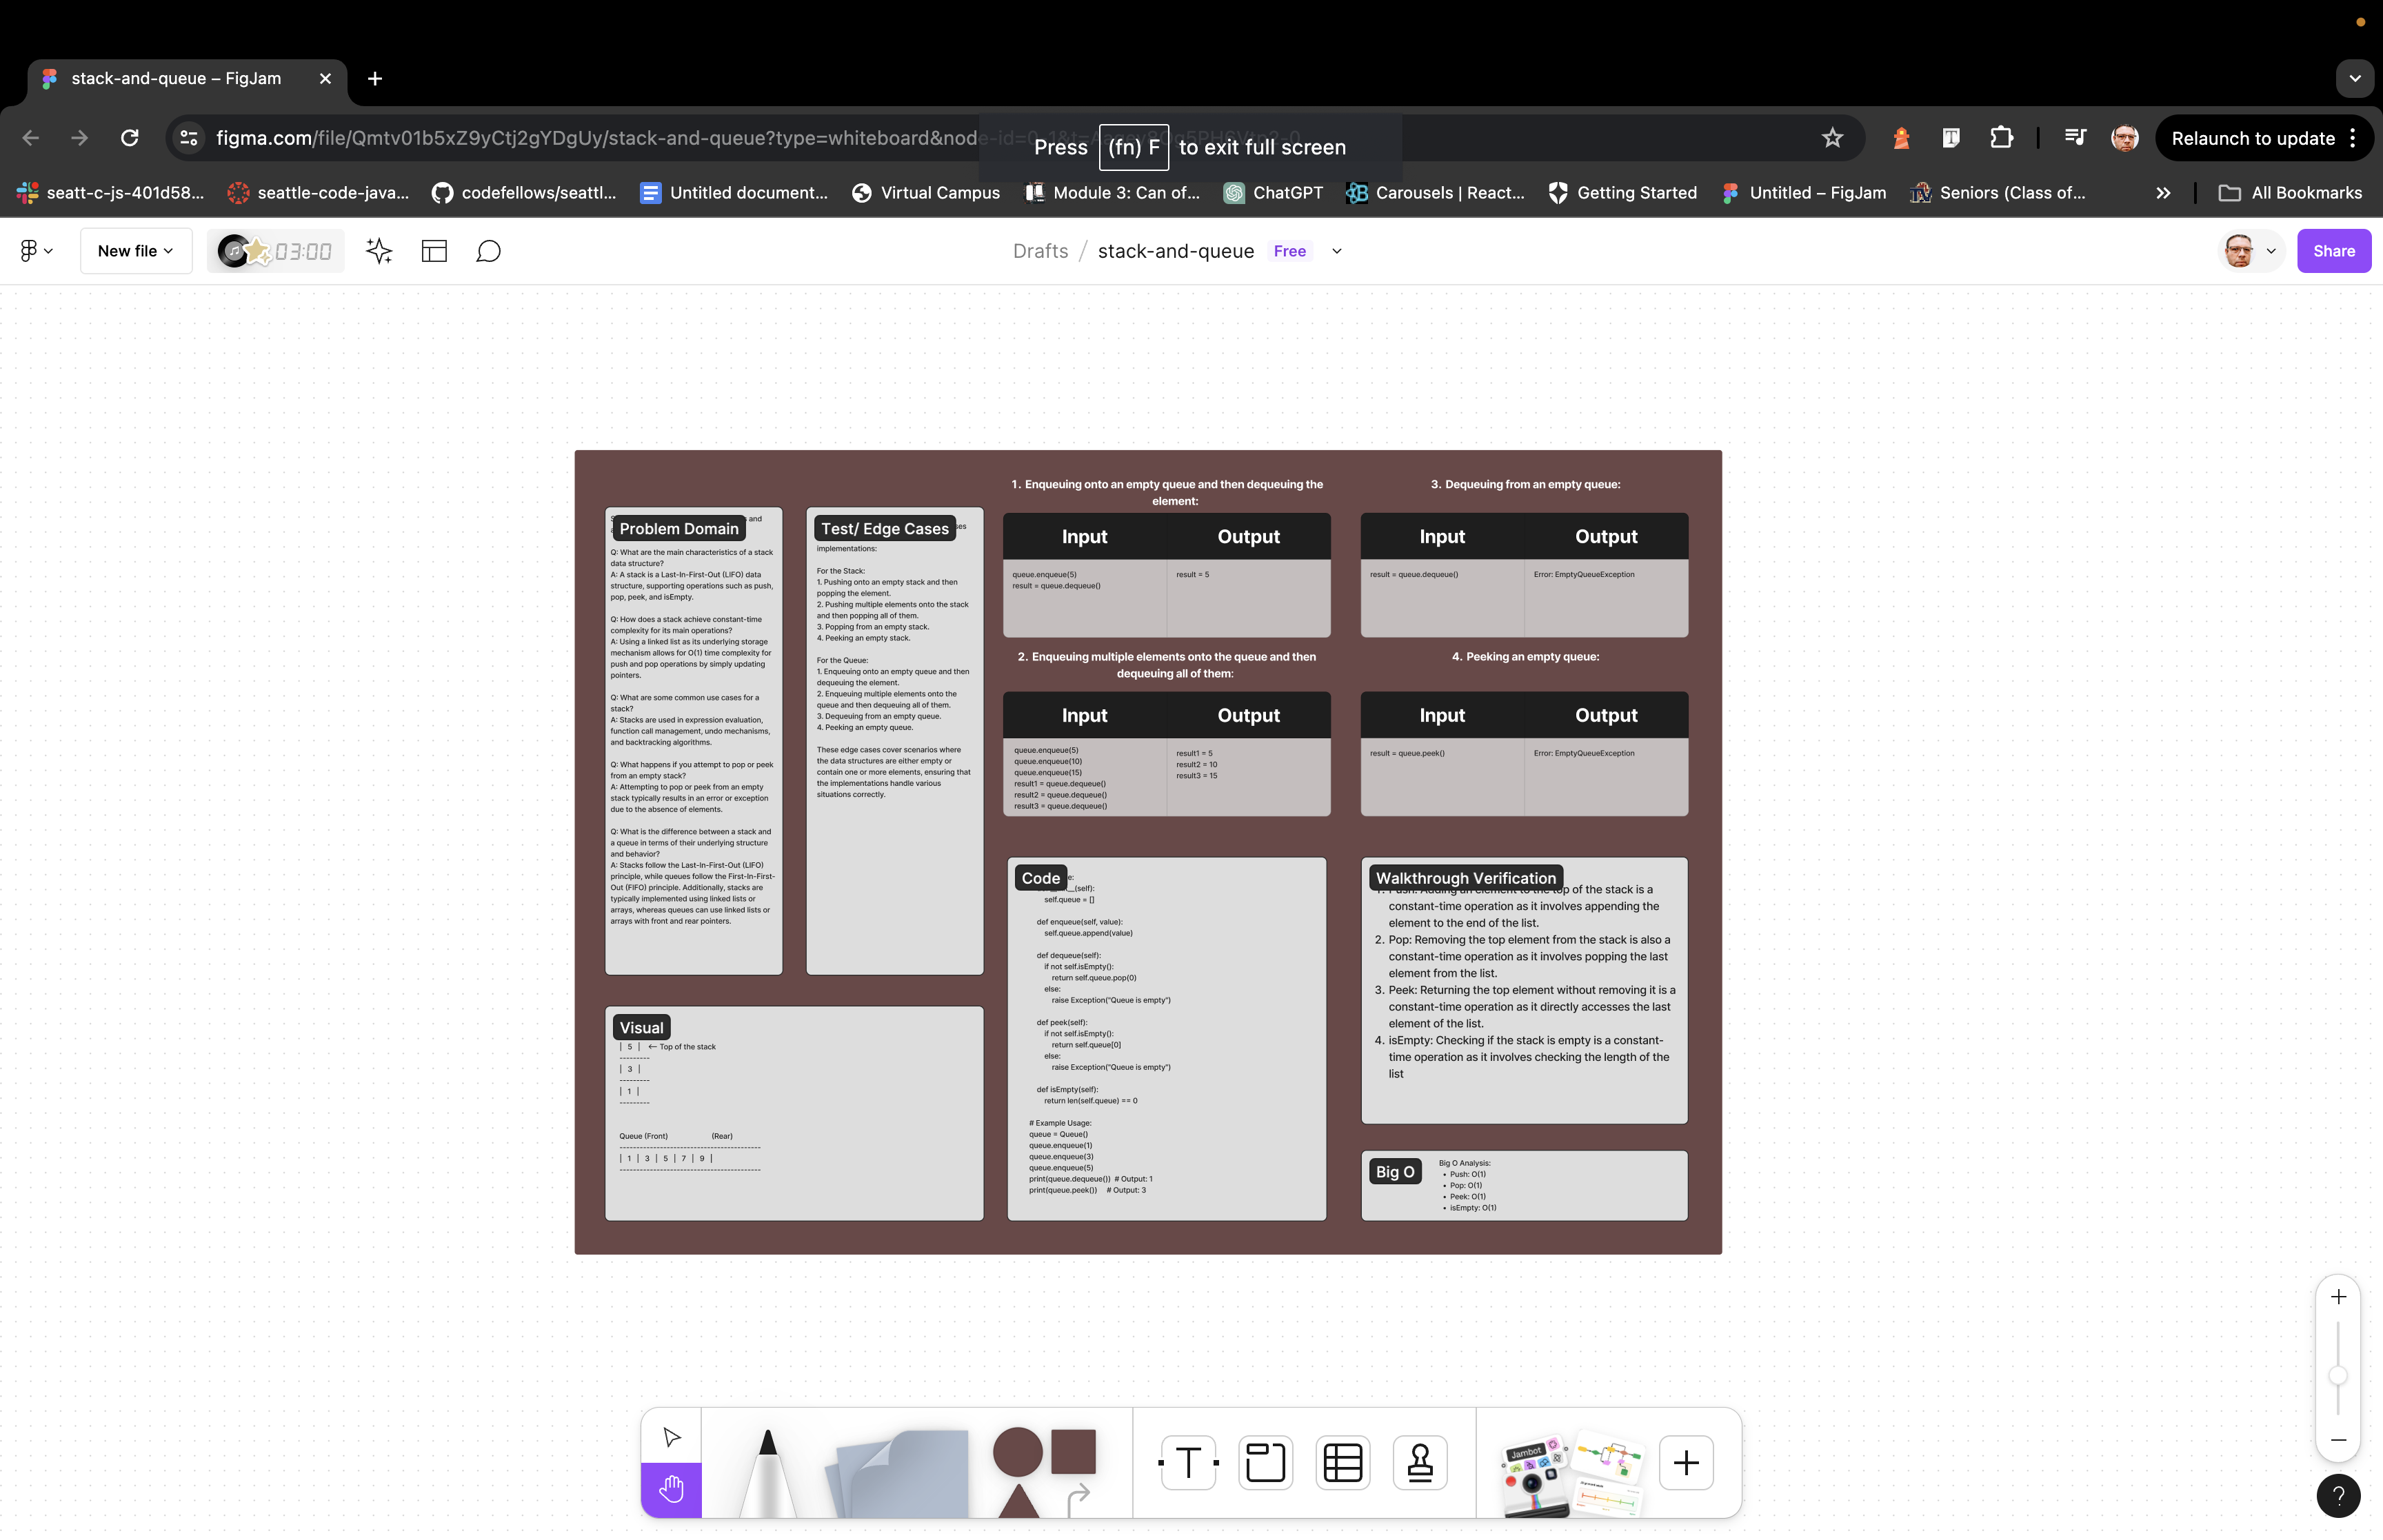 stack-and-queue – FigJam
figma.com/file/Qmtv01b5xZ9yCtj2gYDgUy/stack-and-queue?type=whiteboard&node-id=0-1&t=
Press (fn) F to exit full screen
Relaunch to update
seatt-c-js-401d58...
seattle-code-java...
codefellows/seattl...
Untitled document...
Virtual Campus
Module 3: Can of...
ChatGPT
Carousels | React...
Getting Started
Untitled – FigJam
Seniors (Class of...
All Bookmarks
New file
03:00
Drafts / stack-and-queue Free
Share
Problem Domain
and
Q: What are the main characteristics of a stack
data structure?
A: A stack is a Last-In-First-Out (LIFO) data
structure, supporting operations such as push,
pop, peek, and isEmpty.
Q: How does a stack achieve constant-time
complexity for its main operations?
A: Using a linked list as its underlying storage
mechanism allows for O(1) time complexity for
push and pop operations by simply updating
pointers.
Q: What are some common use cases for a
stack?
A: Stacks are used in expression evaluation,
function call management, undo mechanisms,
and backtracking algorithms.
Q: What happens if you attempt to pop or peek
from an empty stack?
A: Attempting to pop or peek from an empty
stack typically results in an error or exception
due to the absence of elements.
Q: What is the difference between a stack and
a queue in terms of their underlying structure
and behavior?
A: Stacks follow the Last-In-First-Out (LIFO)
principle, while queues follow the First-In-First-
Out (FIFO) principle. Additionally, stacks are
typically implemented using linked lists or
arrays, whereas queues can use linked lists or
arrays with front and rear pointers.
Test/ Edge Cases
implementations:
For the Stack:
1. Pushing onto an empty stack and then
popping the element.
2. Pushing multiple elements onto the stack
and then popping all of them.
3. Popping from an empty stack.
4. Peeking an empty stack.
For the Queue:
1. Enqueuing onto an empty queue and then
dequeuing the element.
2. Enqueuing multiple elements onto the
queue and then dequeuing all of them.
3. Dequeuing from an empty queue.
4. Peeking an empty queue.
These edge cases cover scenarios where
the data structures are either empty or
contain one or more elements, ensuring that
the implementations handle various
situations correctly.
1. Enqueuing onto an empty queue and then dequeuing the
element:
Input Output
queue.enqueue(5)
result = queue.dequeue()
result = 5
2. Enqueuing multiple elements onto the queue and then
dequeuing all of them:
Input Output
queue.enqueue(5)
queue.enqueue(10)
queue.enqueue(15)
result1 = queue.dequeue()
result2 = queue.dequeue()
result3 = queue.dequeue()
result1 = 5
result2 = 10
result3 = 15
3. Dequeuing from an empty queue:
Input Output
result = queue.dequeue()
Error: EmptyQueueException
4. Peeking an empty queue:
Input Output
result = queue.peek()
Error: EmptyQueueException
Visual
| 5 | <- Top of the stack
---------
| 3 |
---------
| 1 |
---------
Queue (Front) (Rear)
------------------------------------------
| 1 | 3 | 5 | 7 | 9 |
------------------------------------------
Code
e:
__(self):
self.queue = []
def enqueue(self, value):
self.queue.append(value)
def dequeue(self):
if not self.isEmpty():
return self.queue.pop(0)
else:
raise Exception("Queue is empty")
def peek(self):
if not self.isEmpty():
return self.queue[0]
else:
raise Exception("Queue is empty")
def isEmpty(self):
return len(self.queue) == 0
# Example Usage:
queue = Queue()
queue.enqueue(1)
queue.enqueue(3)
queue.enqueue(5)
print(queue.dequeue()) # Output: 1
print(queue.peek()) # Output: 3
Walkthrough Verification
1. Push: Adding an element to the top of the stack is a
constant-time operation as it involves appending the
element to the end of the list.
2. Pop: Removing the top element from the stack is also a
constant-time operation as it involves popping the last
element from the list.
3. Peek: Returning the top element without removing it is a
constant-time operation as it directly accesses the last
element of the list.
4. isEmpty: Checking if the stack is empty is a constant-
time operation as it involves checking the length of the
list
Big O
Big O Analysis:
• Push: O(1)
• Pop: O(1)
• Peek: O(1)
• isEmpty: O(1)
T
Jambot
?